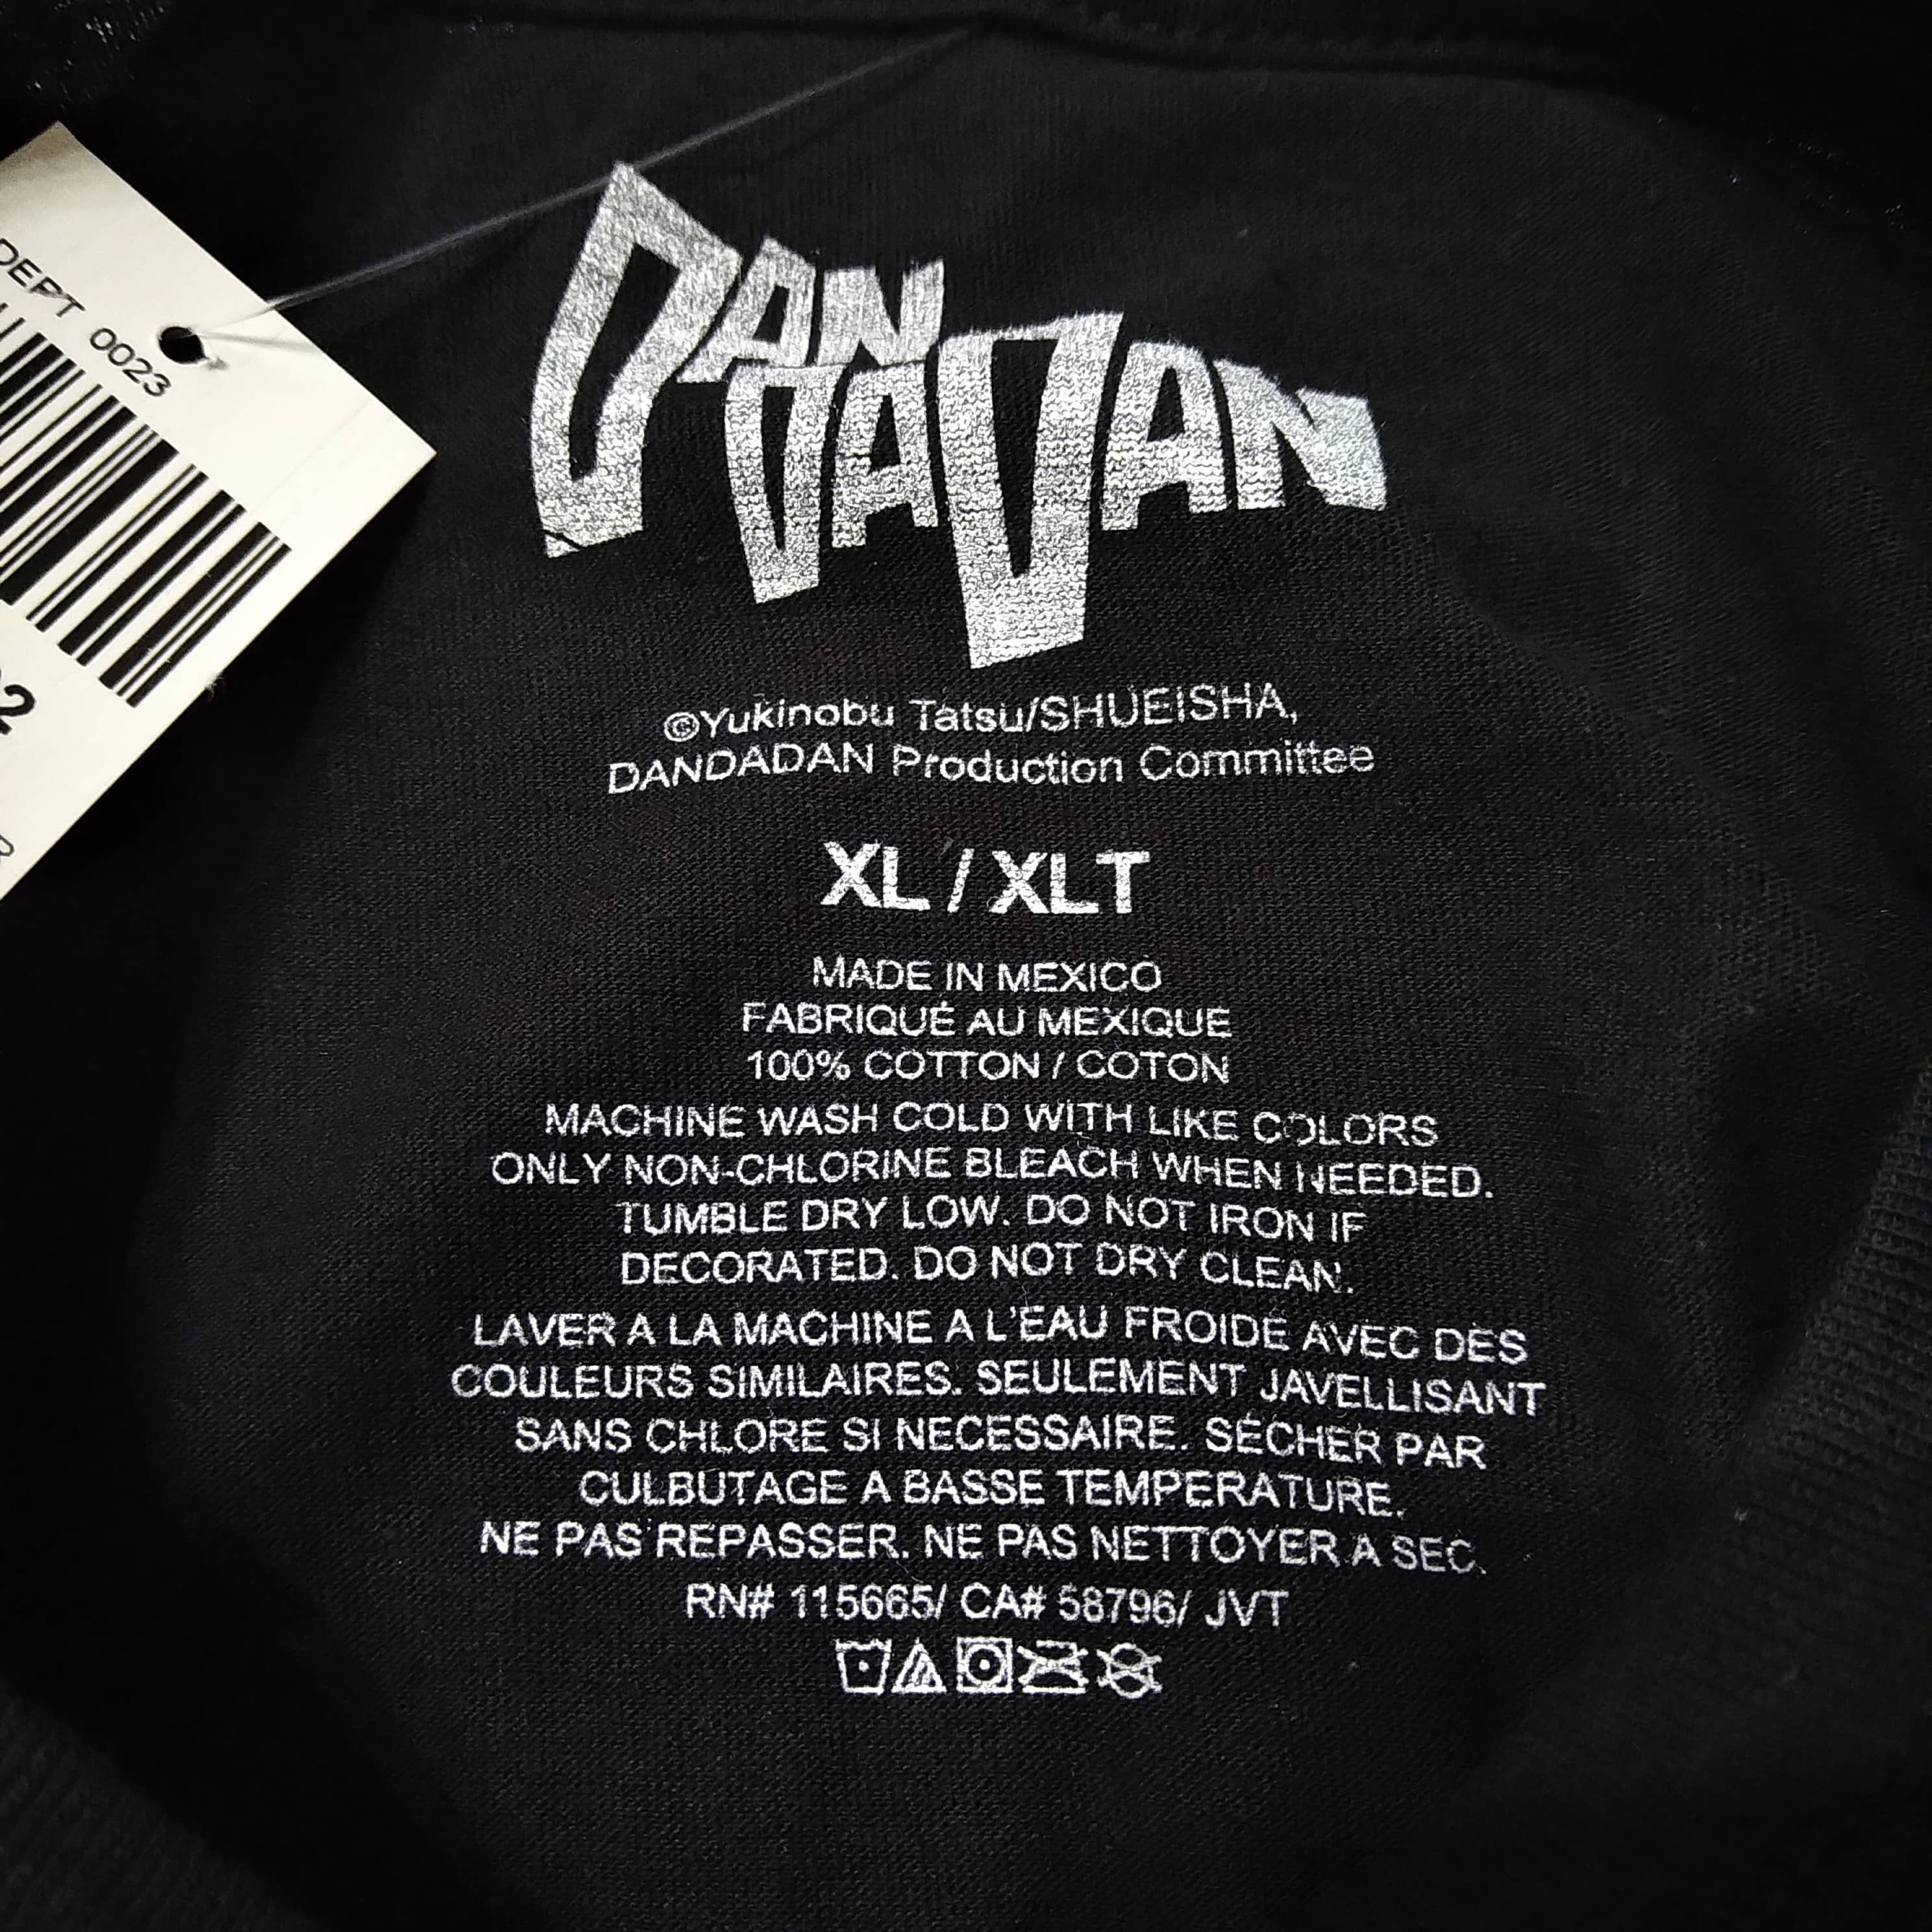 DEPT 0023
DAN
DADAN
©Yukinobu Tatsu/SHUEISHA,
DANDADAN Production Committee
XL / XLT
MADE IN MEXICO
FABRIQUÉ AU MEXIQUE
100% COTTON / COTON
MACHINE WASH COLD WITH LIKE COLORS
ONLY NON-CHLORINE BLEACH WHEN NEEDED.
TUMBLE DRY LOW. DO NOT IRON IF
DECORATED. DO NOT DRY CLEAN.
LAVER A LA MACHINE A L'EAU FROIDE AVEC DES
COULEURS SIMILAIRES. SEULEMENT JAVELLISANT
SANS CHLORE SI NECESSAIRE. SECHER PAR
CULBUTAGE A BASSE TEMPERATURE.
NE PAS REPASSER. NE PAS NETTOYER A SEC.
RN# 115665/ CA# 58796/ JVT